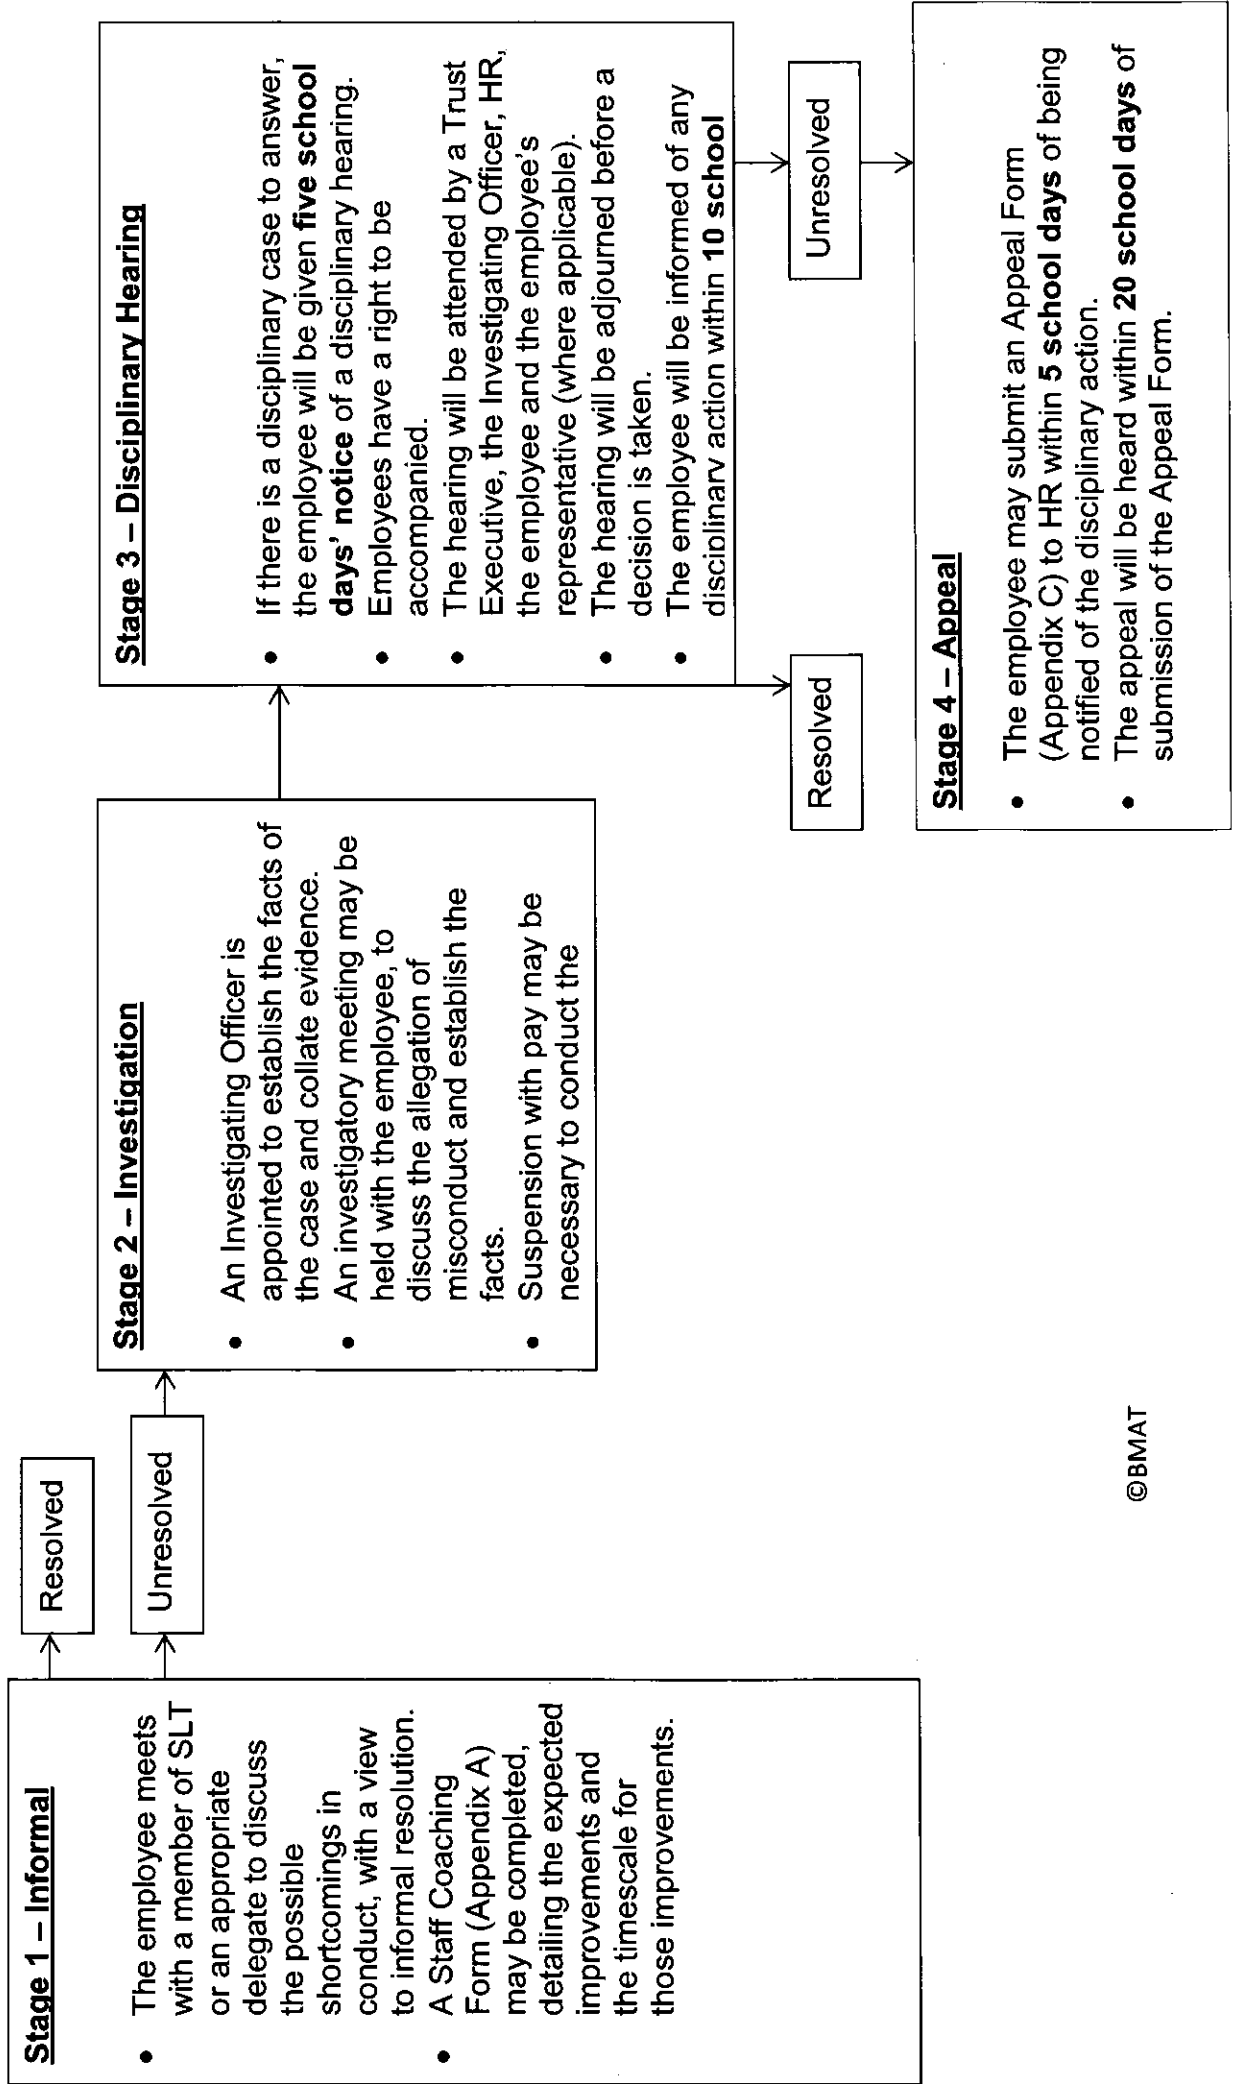 Stage 1 – Informal
• The employee meets
with a member of SLT
or an appropriate
delegate to discuss
the possible
shortcomings in
conduct, with a view
to informal resolution.
• A Staff Coaching
Form (Appendix A)
may be completed,
detailing the expected
improvements and
the timescale for
those improvements.
Resolved
Unresolved
Stage 2 – Investigation
• An Investigating Officer is
appointed to establish the facts of
the case and collate evidence.
• An investigatory meeting may be
held with the employee, to
discuss the allegation of
misconduct and establish the
facts.
• Suspension with pay may be
necessary to conduct the
Stage 3 – Disciplinary Hearing
• If there is a disciplinary case to answer,
the employee will be given five school
days' notice of a disciplinary hearing.
• Employees have a right to be
accompanied.
• The hearing will be attended by a Trust
Executive, the Investigating Officer, HR,
the employee and the employee's
representative (where applicable).
• The hearing will be adjourned before a
decision is taken.
• The employee will be informed of any
disciplinary action within 10 school
Resolved
Unresolved
Stage 4 – Appeal
• The employee may submit an Appeal Form
(Appendix C) to HR within 5 school days of being
notified of the disciplinary action.
• The appeal will be heard within 20 school days of
submission of the Appeal Form.
©BMAT